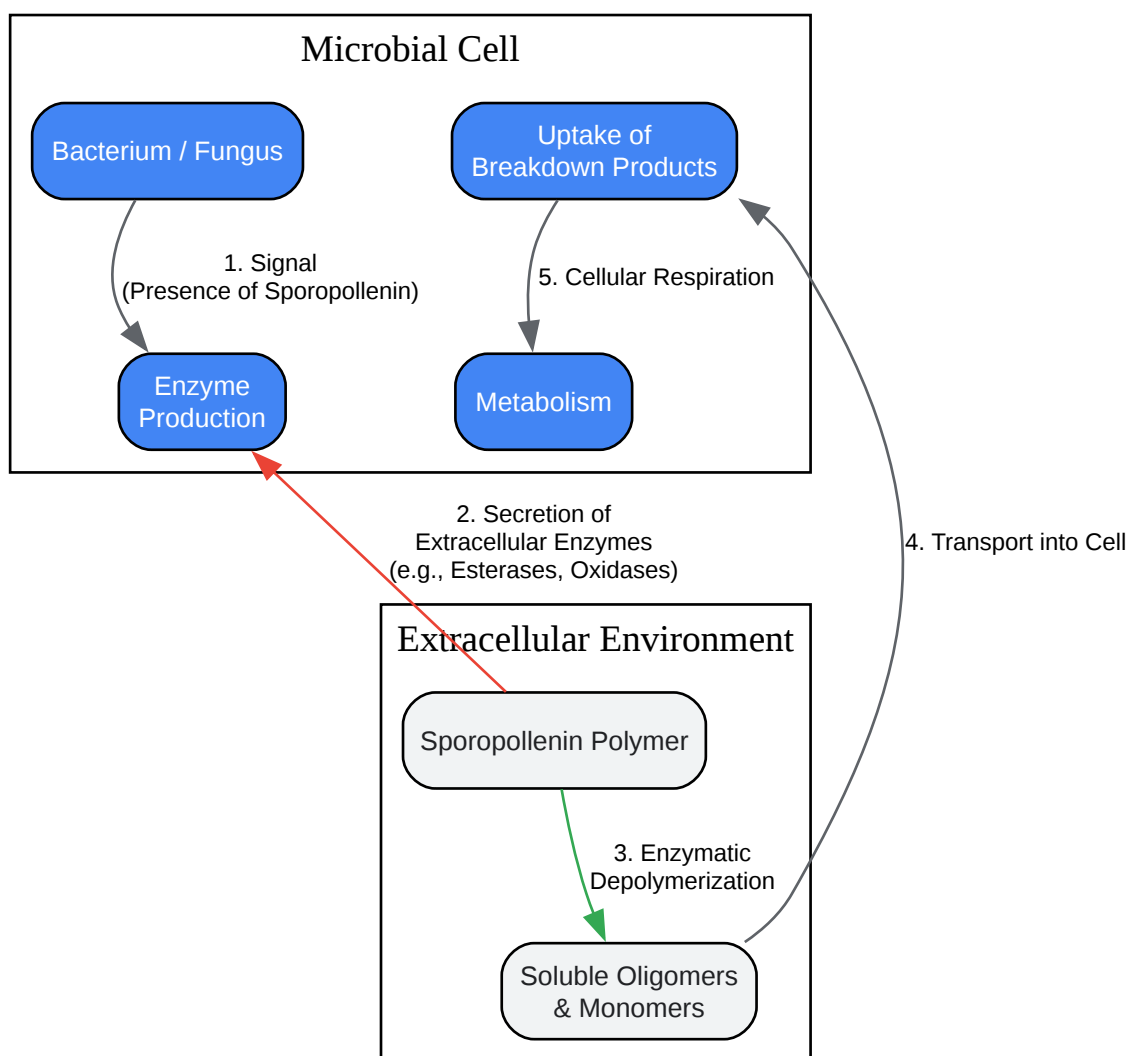 Microbial Cell
Bacterium / Fungus
Uptake of
Breakdown Products
1. Signal
(Presence of Sporopollenin)
5. Cellular Respiration
Enzyme
Production
Metabolism
2. Secretion of
Extracellular Enzymes
(e.g., Esterases, Oxidases)
4. Transport into Cell
Extracellular Environment
Sporopollenin Polymer
3. Enzymatic
Depolymerization
Soluble Oligomers
& Monomers